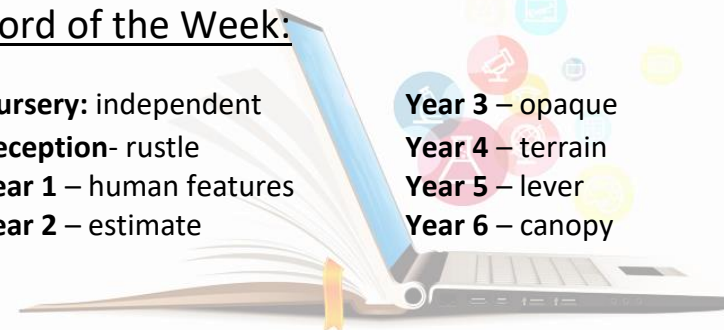 ord of the Week:
ursery: independent
eception- rustle
ear 1 – human features
ear 2 – estimate
Year 3 – opaque
Year 4 – terrain
Year 5 – lever
Year 6 – canopy